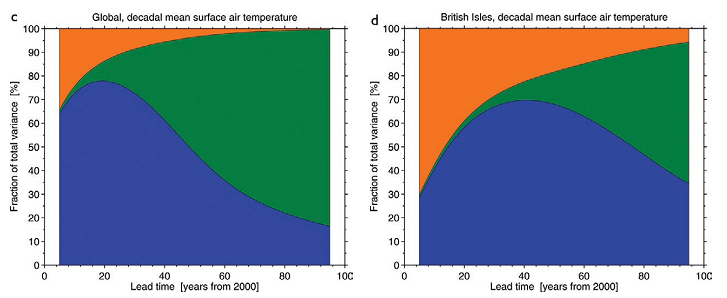 c
Global, decadal mean surface air temperature
Fraction of total variance [%]
100
90
80
70
60
50
40
30
20
10
0
0 20 40 60 80 100
Lead time [years from 2000]
d
British Isles, decadal mean surface air temperature
Fraction of total variance [%]
100
90
80
70
60
50
40
30
20
10
0
0 20 40 60 80 100
Lead time [years from 2000]